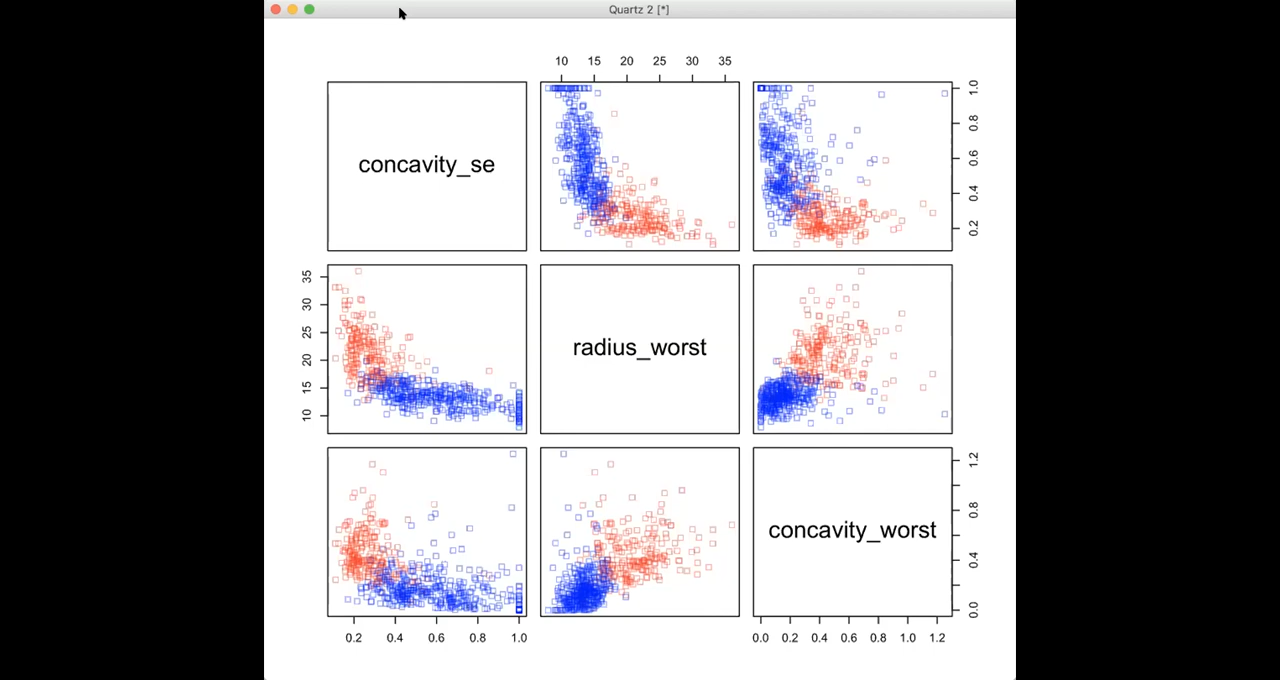 Quartz 2 [*]
10 15 20 25 30 35
concavity_se
0.2 0.4 0.6 0.8 1.0
10 15 20 25 30 35
radius_worst
concavity_worst
0.0 0.4 0.8 1.2
0.2 0.4 0.6 0.8 1.0
0.0 0.2 0.4 0.6 0.8 1.0 1.2